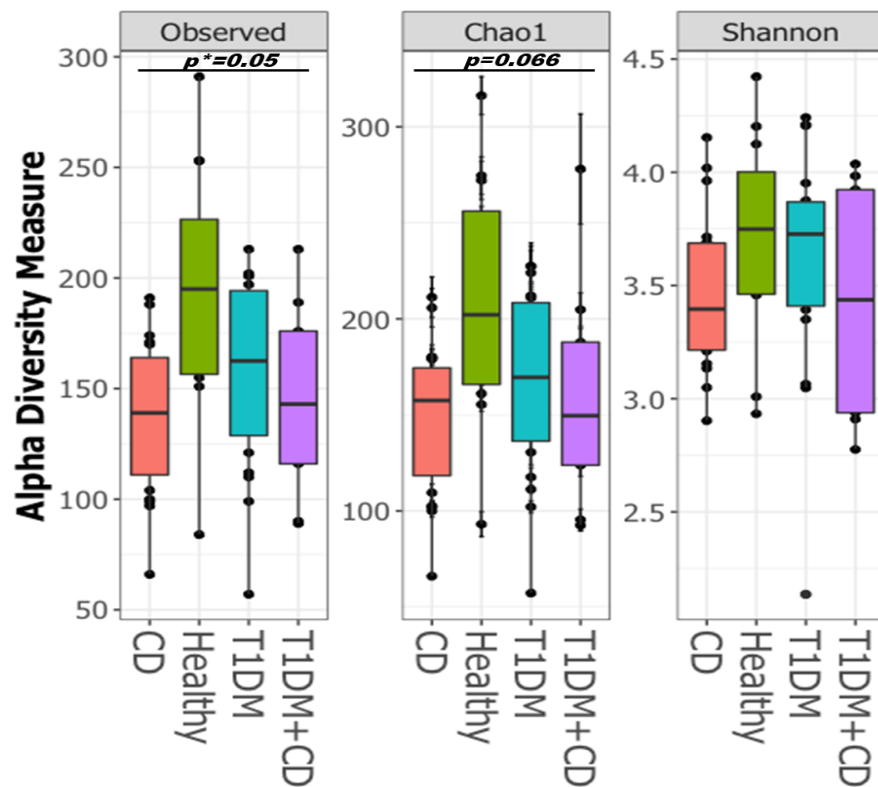 Observed
Chao1
Shannon
p*=0.05
p=0.066
Alpha Diversity Measure
300
250
200
150
100
50
300
200
100
4.5
4.0
3.5
3.0
2.5
CD
Healthy
T1DM
T1DM+CD
CD
Healthy
T1DM
T1DM+CD
CD
Healthy
T1DM
T1DM+CD